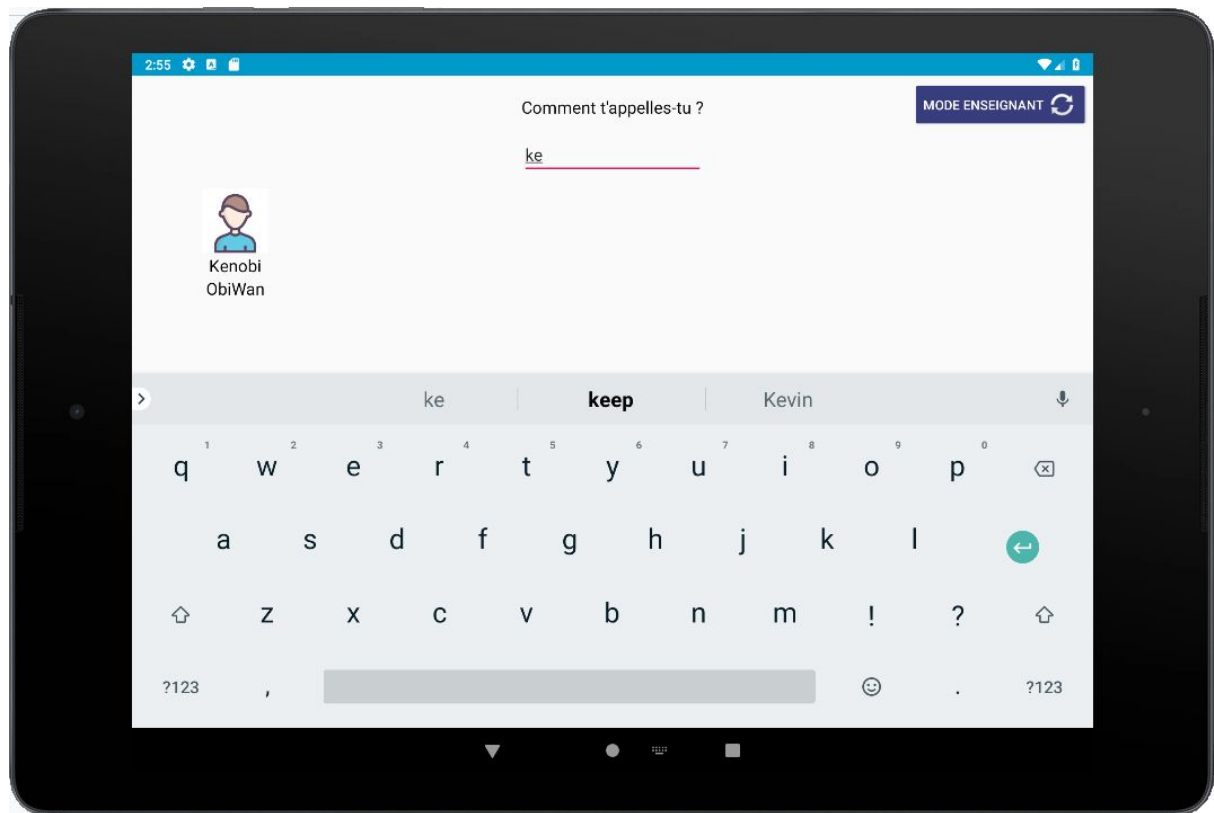 2:55
Comment t'appelles-tu ?
MODE ENSEIGNANT
ke
Kenobi
ObiWan
ke keep Kevin
1 2 3 4 5 6 7 8 9 0
q w e r t y u i o p
a s d f g h j k l
z x c v b n m ! ?
?123 , . ?123